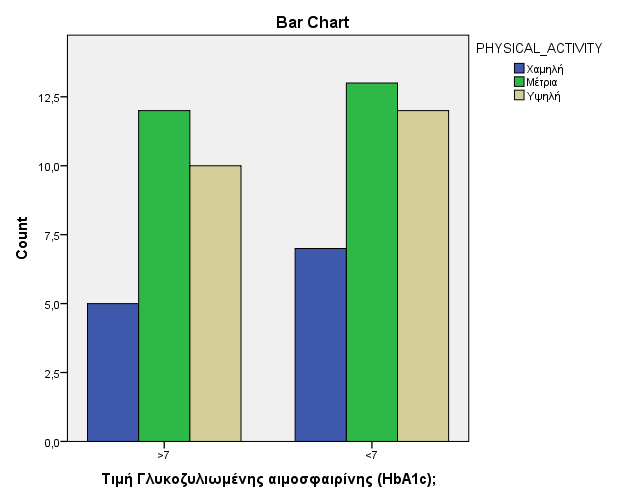 Bar Chart
PHYSICAL_ACTIVITY
Χαμηλή
Μέτρια
Υψηλή
Count
12,5
10,0
7,5
5,0
2,5
0,0
>7
<7
Τιμή Γλυκοζυλιωμένης αιμοσφαιρίνης (HbA1c);